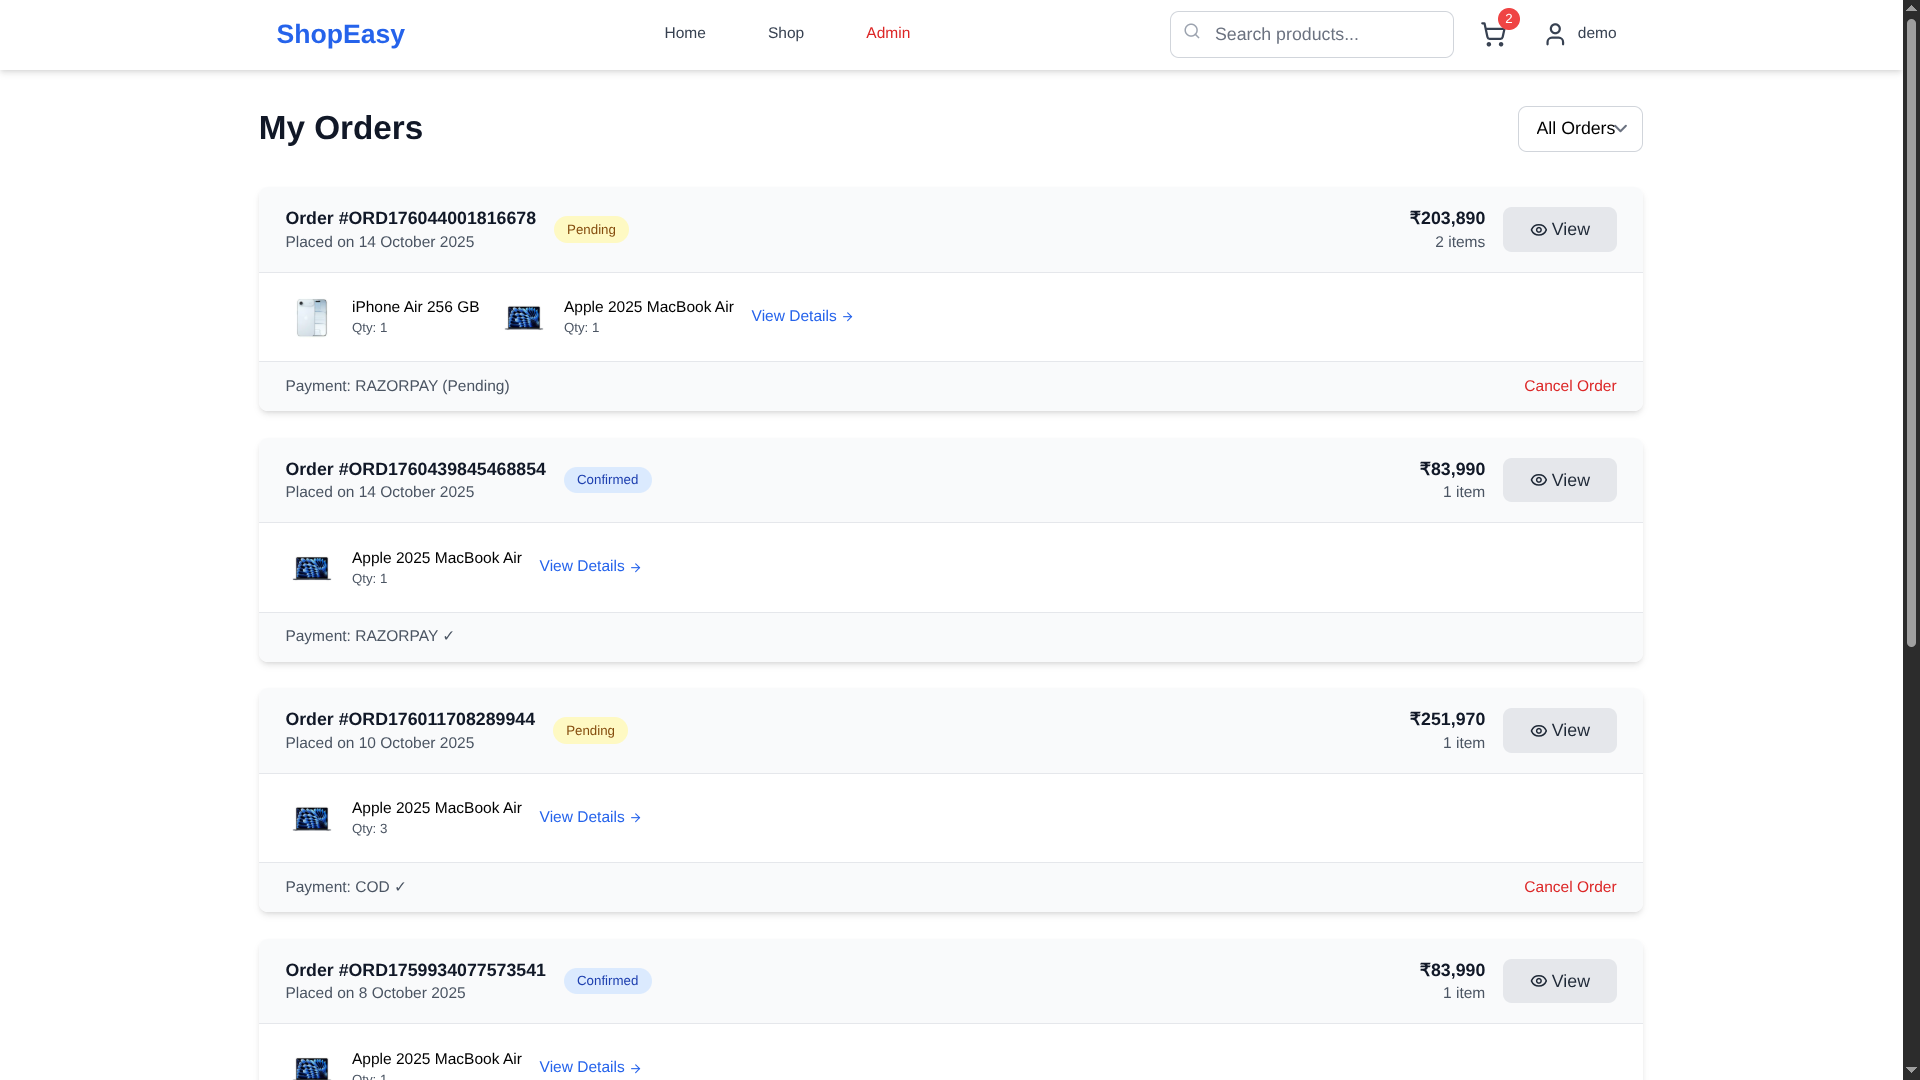 ShopEasy
Home
Shop
Admin
Search products...
2
demo
My Orders
All Orders
Order #ORD176044001816678
Placed on 14 October 2025
Pending
₹203,890
2 items
View
iPhone Air 256 GB
Qty: 1
Apple 2025 MacBook Air
Qty: 1
View Details →
Payment: RAZORPAY (Pending)
Cancel Order
Order #ORD1760439845468854
Placed on 14 October 2025
Confirmed
₹83,990
1 item
View
Apple 2025 MacBook Air
Qty: 1
View Details →
Payment: RAZORPAY ✓
Order #ORD176011708289944
Placed on 10 October 2025
Pending
₹251,970
1 item
View
Apple 2025 MacBook Air
Qty: 3
View Details →
Payment: COD ✓
Cancel Order
Order #ORD1759934077573541
Placed on 8 October 2025
Confirmed
₹83,990
1 item
View
Apple 2025 MacBook Air
Qty: 1
View Details →